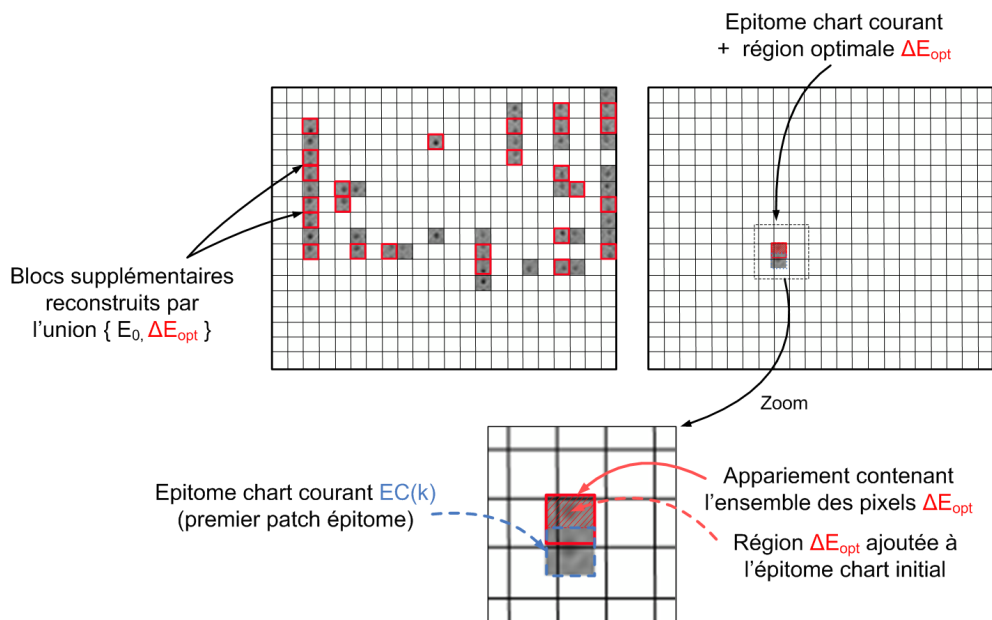 Epitome chart courant
+ région optimale ΔEopt
Blocs supplémentaires
reconstruits par
l'union { E0, ΔEopt }
Zoom
Epitome chart courant EC(k)
(premier patch épitome)
Appariement contenant
l'ensemble des pixels ΔEopt
Région ΔEopt ajoutée à
l'épitome chart initial